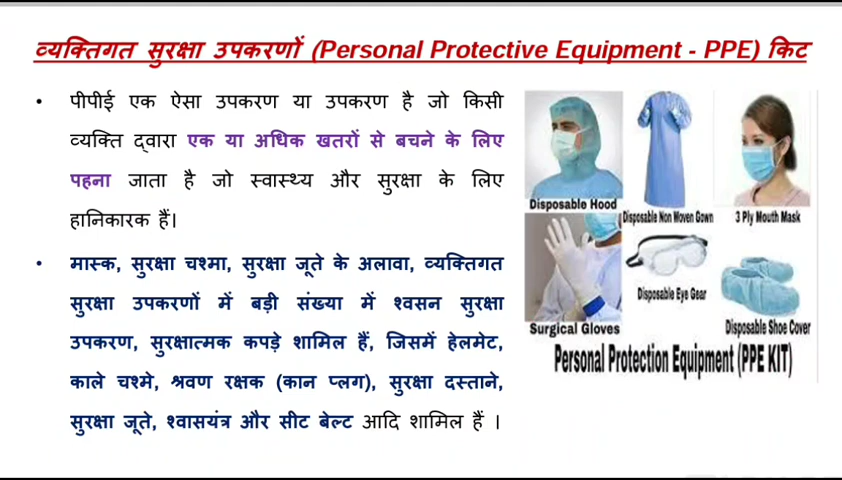 व्यक्तिगत सुरक्षा उपकरणों (Personal Protective Equipment - PPE) किट
• पीपीई एक ऐसा उपकरण या उपकरण है जो किसी
व्यक्ति द्वारा एक या अधिक खतरों से बचने के लिए
पहना जाता है जो स्वास्थ्य और सुरक्षा के लिए
हानिकारक हैं।
• मास्क, सुरक्षा चश्मा, सुरक्षा जूते के अलावा, व्यक्तिगत
सुरक्षा उपकरणों में बड़ी संख्या में श्वसन सुरक्षा
उपकरण, सुरक्षात्मक कपड़े शामिल हैं, जिसमें हेलमेट,
काले चश्मे, श्रवण रक्षक (कान प्लग), सुरक्षा दस्ताने,
सुरक्षा जूते, श्वासयंत्र और सीट बेल्ट आदि शामिल हैं ।
Disposable Hood
Disposable Non Woven Gown
3 Ply Mouth Mask
Surgical Gloves
Disposable Eye Gear
Disposable Shoe Cover
Personal Protection Equipment (PPE KIT)